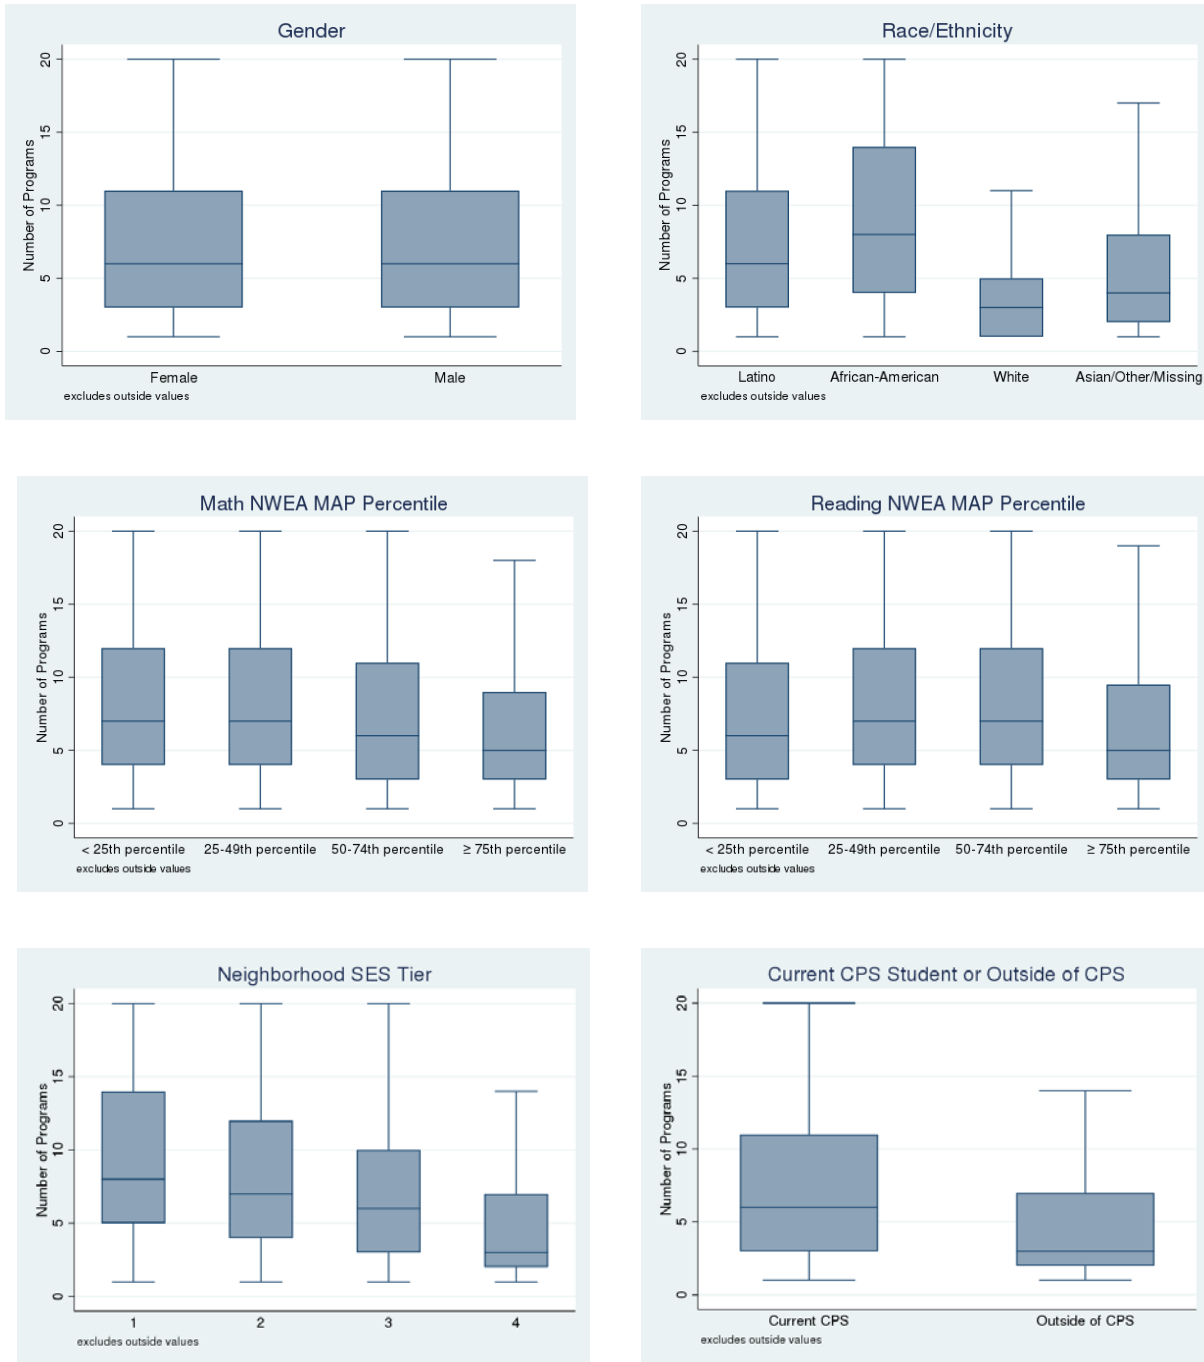 Gender
Number of Programs
20
15
10
5
0
Female Male
excludes outside values
Race/Ethnicity
Number of Programs
20
15
10
5
0
Latino African-American White Asian/Other/Missing
excludes outside values
Math NWEA MAP Percentile
Number of Programs
20
15
10
5
0
< 25th percentile 25-49th percentile 50-74th percentile ≥ 75th percentile
excludes outside values
Reading NWEA MAP Percentile
Number of Programs
20
15
10
5
0
< 25th percentile 25-49th percentile 50-74th percentile ≥ 75th percentile
excludes outside values
Neighborhood SES Tier
Number of Programs
20
15
10
5
0
1 2 3 4
excludes outside values
Current CPS Student or Outside of CPS
Number of Programs
20
15
10
5
0
Current CPS Outside of CPS
excludes outside values